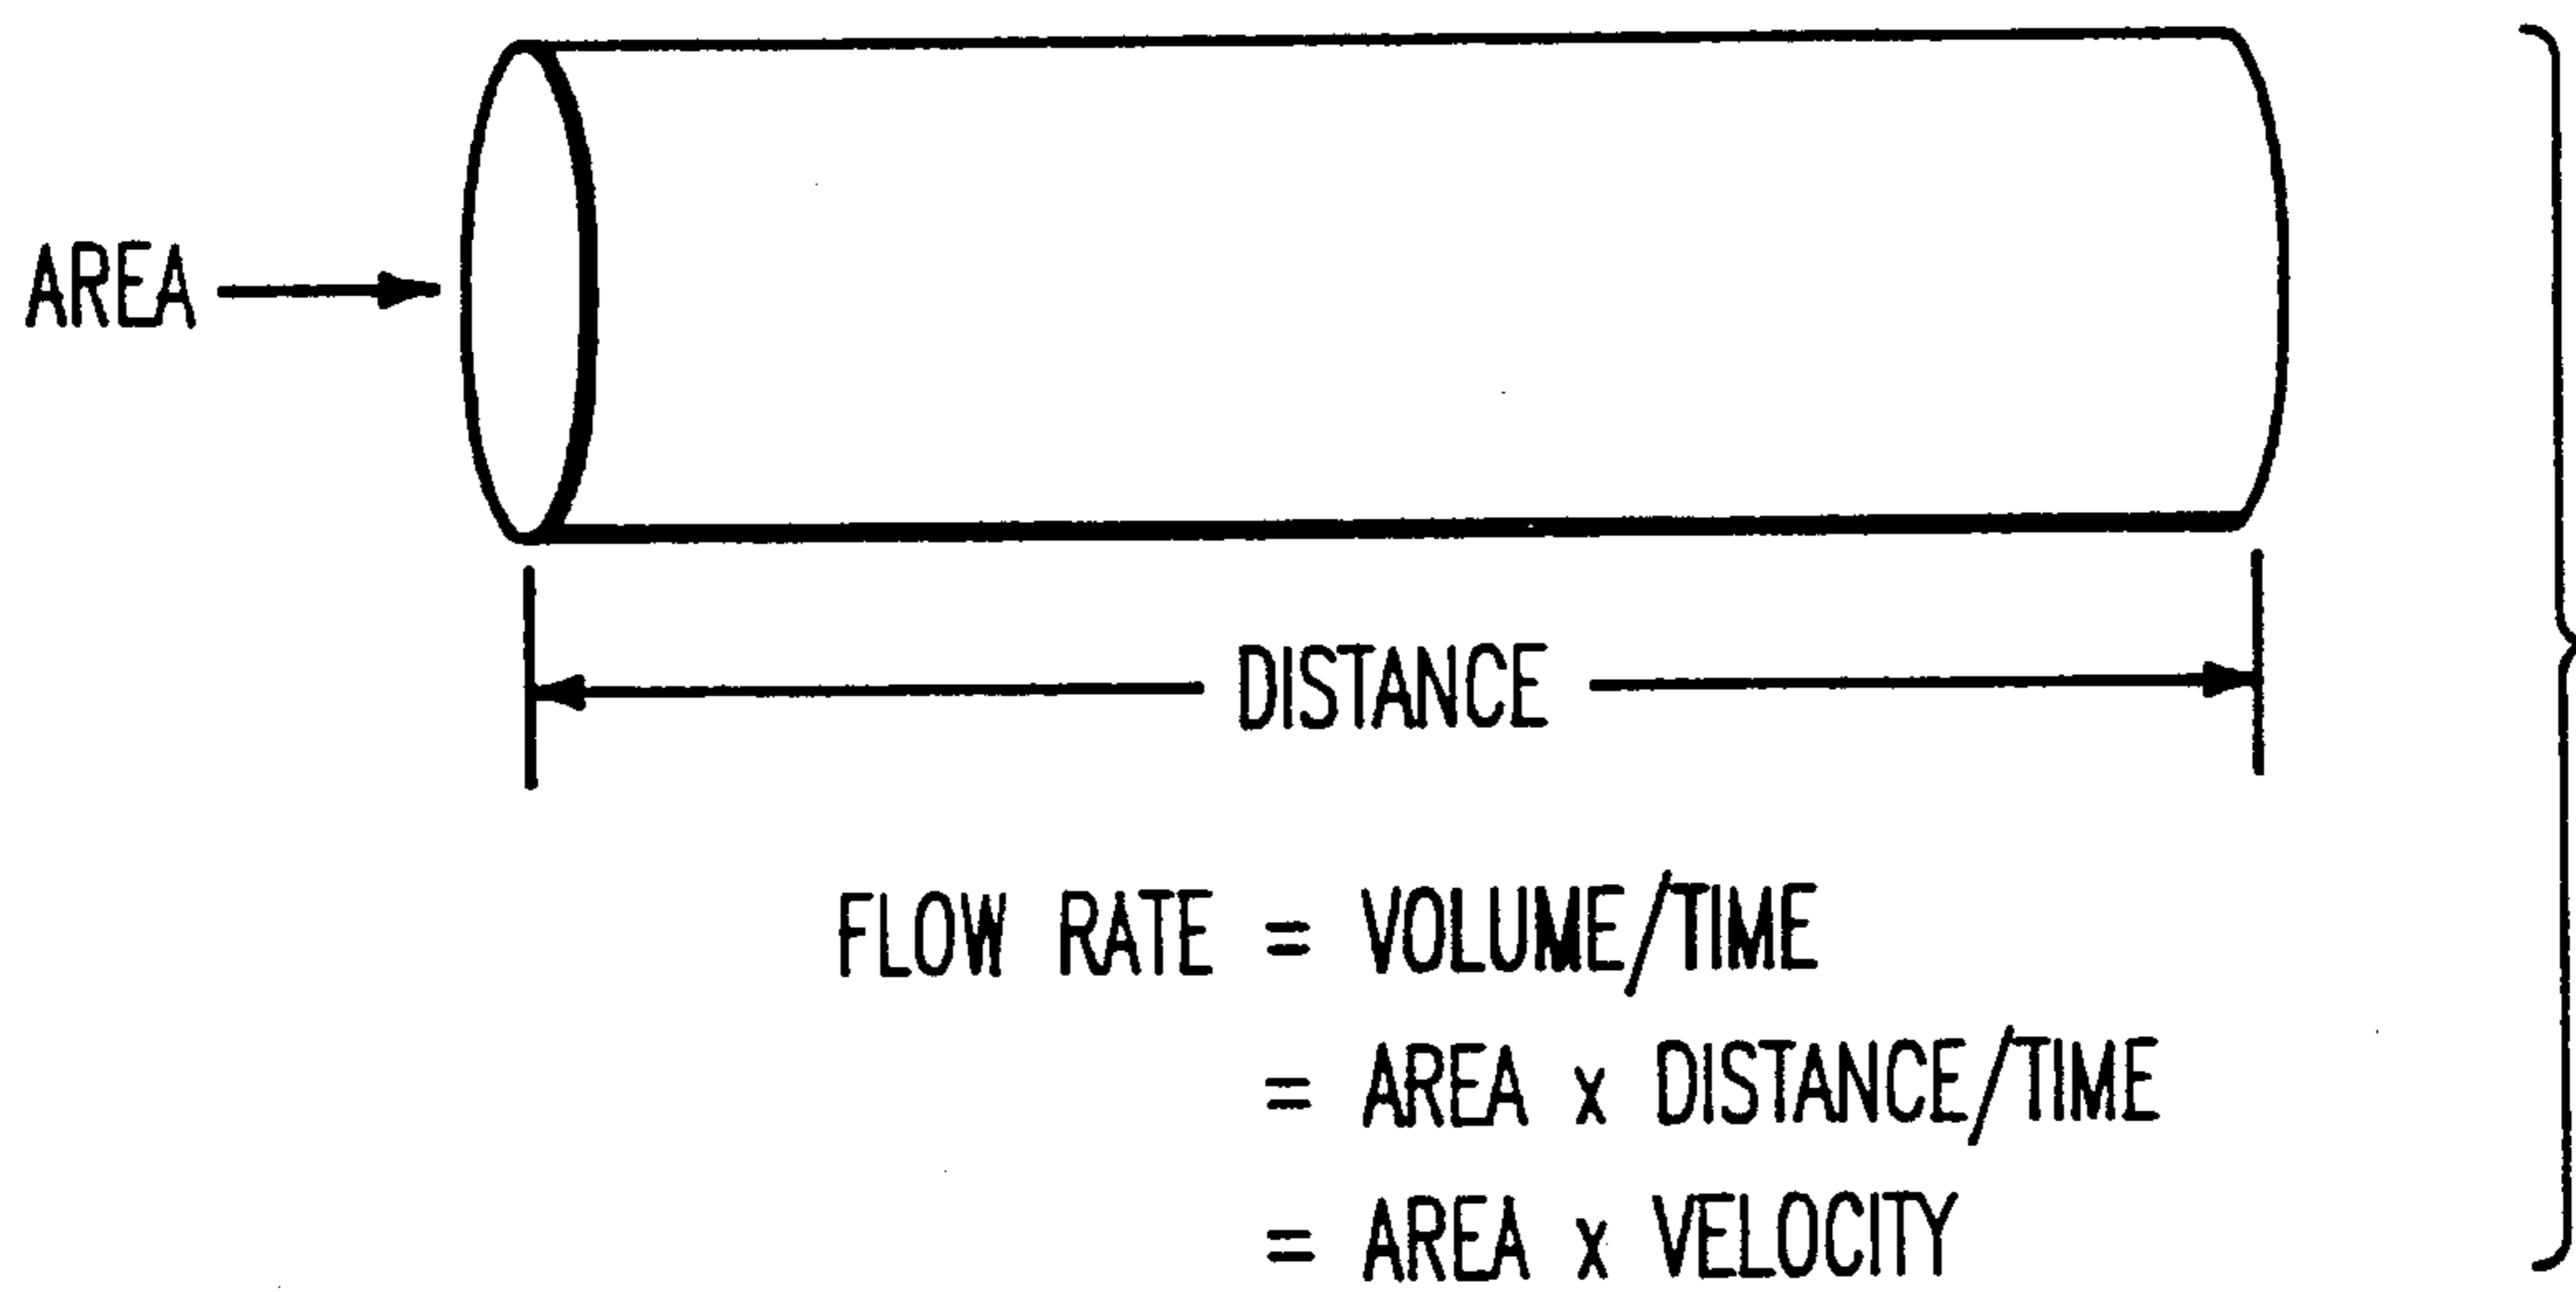 AREA
DISTANCE
FLOW RATE = VOLUME/TIME
= AREA x DISTANCE/TIME
= AREA x VELOCITY